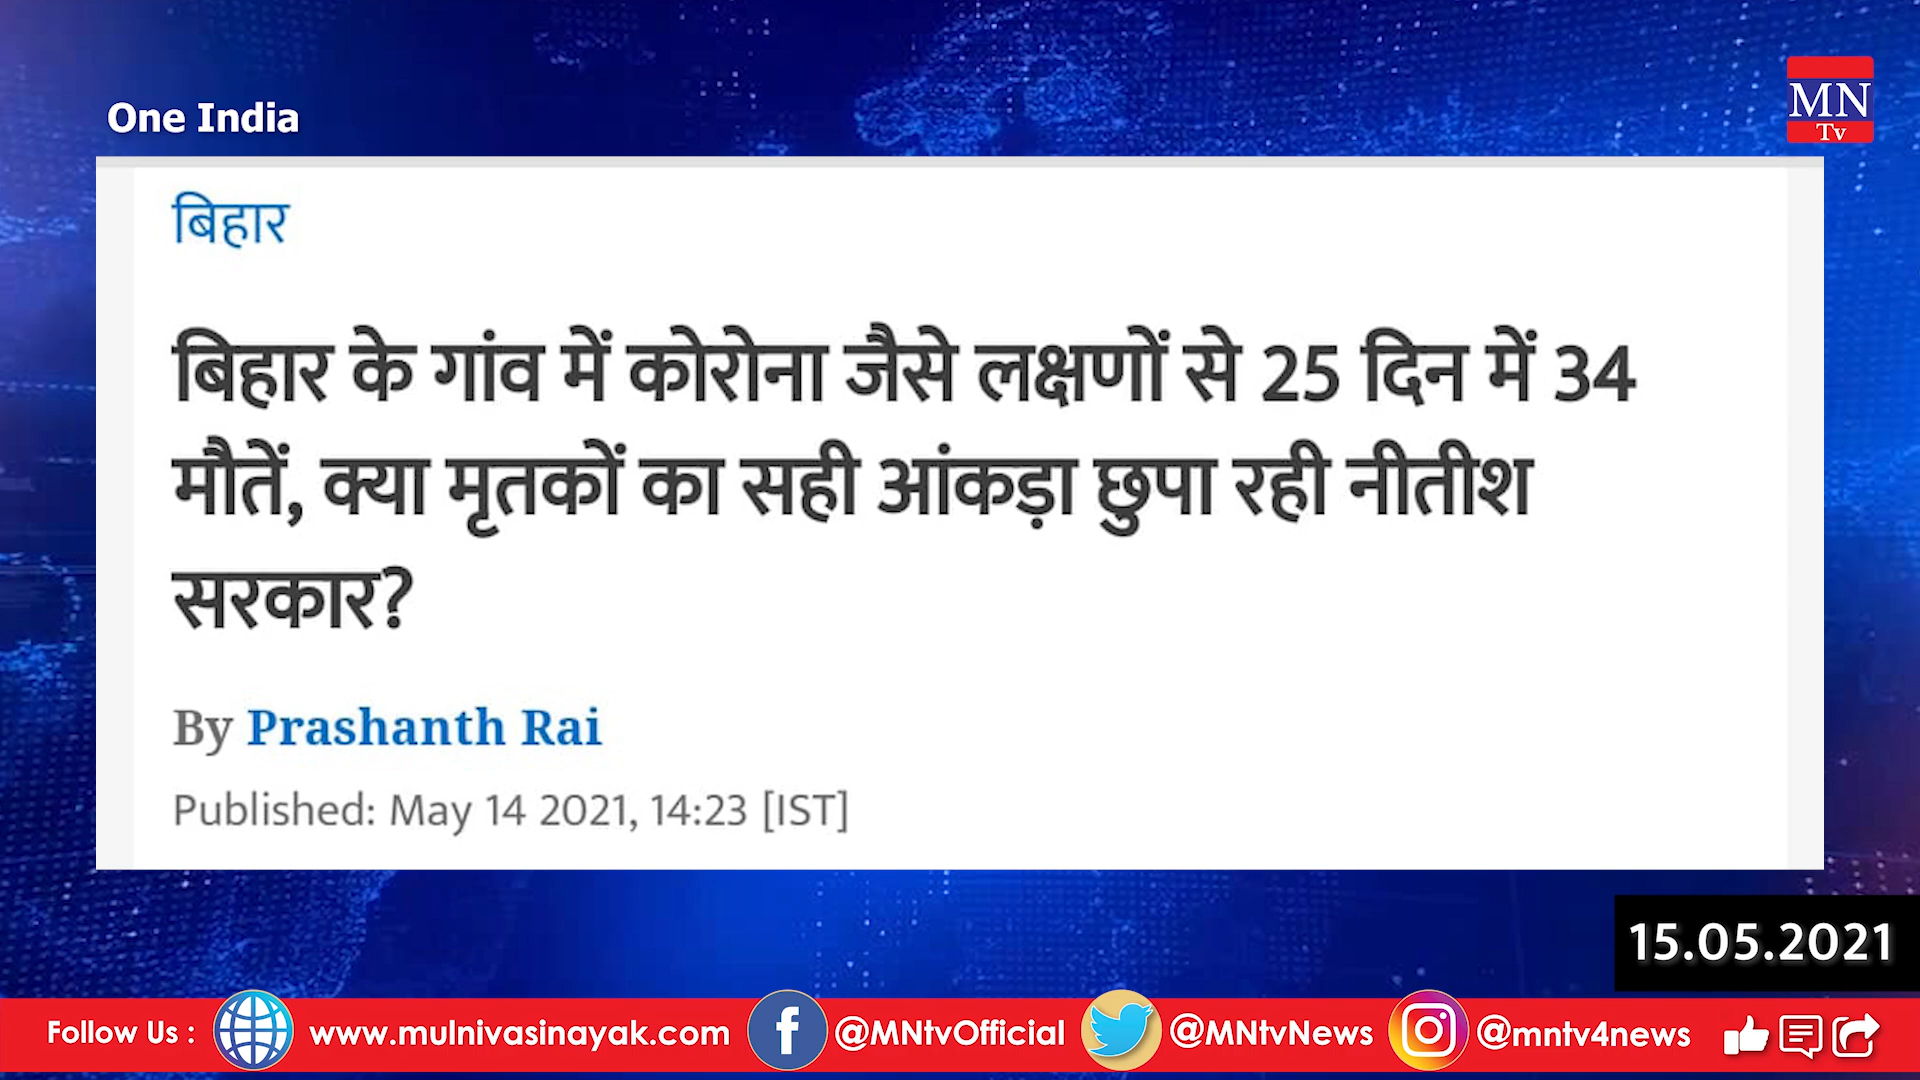 One India
MN
Tv
बिहार
बिहार के गांव में कोरोना जैसे लक्षणों से 25 दिन में 34
मौतें, क्या मृतकों का सही आंकड़ा छुपा रही नीतीश
सरकार?
By Prashanth Rai
Published: May 14 2021, 14:23 [IST]
15.05.2021
Follow Us : www.mulnivasinayak.com @MNtvOfficial @MNtvNews @mntv4news